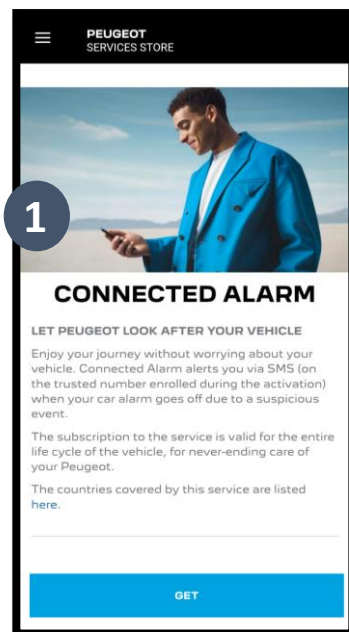 PEUGEOT
SERVICES STORE
1
CONNECTED ALARM
LET PEUGEOT LOOK AFTER YOUR VEHICLE
Enjoy your journey without worrying about your
vehicle. Connected Alarm alerts you via SMS (on
the trusted number enrolled during the activation)
when your car alarm goes off due to a suspicious
event.
The subscription to the service is valid for the entire
life cycle of the vehicle, for never-ending care of
your Peugeot.
The countries covered by this service are listed
here.
GET